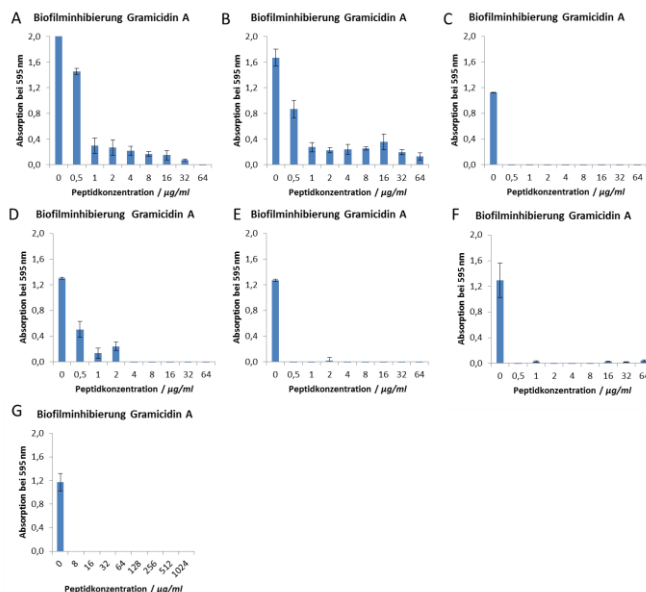 A
Biofilminhibierung Gramicidin A
Absorption bei 595 nm
2,0
1,6
1,2
0,8
0,4
0,0
0 0,5 1 2 4 8 16 32 64
Peptidkonzentration / µg/ml
B
Biofilminhibierung Gramicidin A
Absorption bei 595 nm
2,0
1,6
1,2
0,8
0,4
0,0
0 0,5 1 2 4 8 16 32 64
Peptidkonzentration / µg/ml
C
Biofilminhibierung Gramicidin A
Absorption bei 595 nm
2,0
1,6
1,2
0,8
0,4
0,0
0 0,5 1 2 4 8 16 32 64
Peptidkonzentration / µg/ml
D
Biofilminhibierung Gramicidin A
Absorption bei 595 nm
2,0
1,6
1,2
0,8
0,4
0,0
0 0,5 1 2 4 8 16 32 64
Peptidkonzentration / µg/ml
E
Biofilminhibierung Gramicidin A
Absorption bei 595 nm
2,0
1,6
1,2
0,8
0,4
0,0
0 0,5 1 2 4 8 16 32 64
Peptidkonzentration / µg/ml
F
Biofilminhibierung Gramicidin A
Absorption bei 595 nm
2,0
1,6
1,2
0,8
0,4
0,0
0 0,5 1 2 4 8 16 32 64
Peptidkonzentration / µg/ml
G
Biofilminhibierung Gramicidin A
Absorption bei 595 nm
2,0
1,6
1,2
0,8
0,4
0,0
0 8 16 32 64 128 256 512 1024
Peptidkonzentration / µg/ml